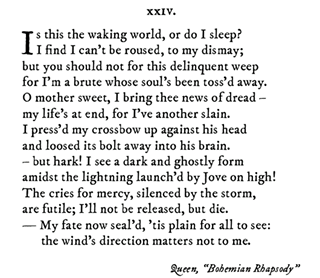 XXIV.
Is this the waking world, or do I sleep?
I find I can't be roused, to my dismay;
but you should not for this delinquent weep
for I'm a brute whose soul's been toss'd away.
O mother sweet, I bring thee news of dread –
my life's at end, for I've another slain.
I press'd my crossbow up against his head
and loosed its bolt away into his brain.
– but hark! I see a dark and ghostly form
amidst the lightning launch'd by Jove on high!
The cries for mercy, silenced by the storm,
are futile; I'll not be released, but die.
— My fate now seal'd, 'tis plain for all to see:
the wind's direction matters not to me.
Queen, "Bohemian Rhapsody"